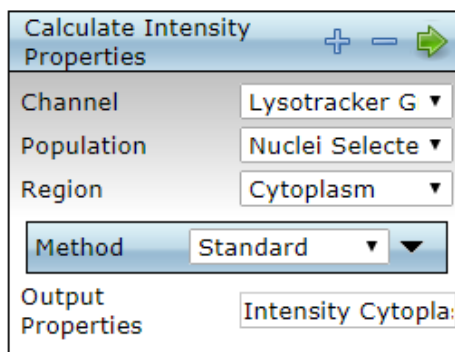 Calculate Intensity
Properties
Channel Lysotracker G
Population Nuclei Selecte
Region Cytoplasm
Method Standard
Output
Properties Intensity Cytopla